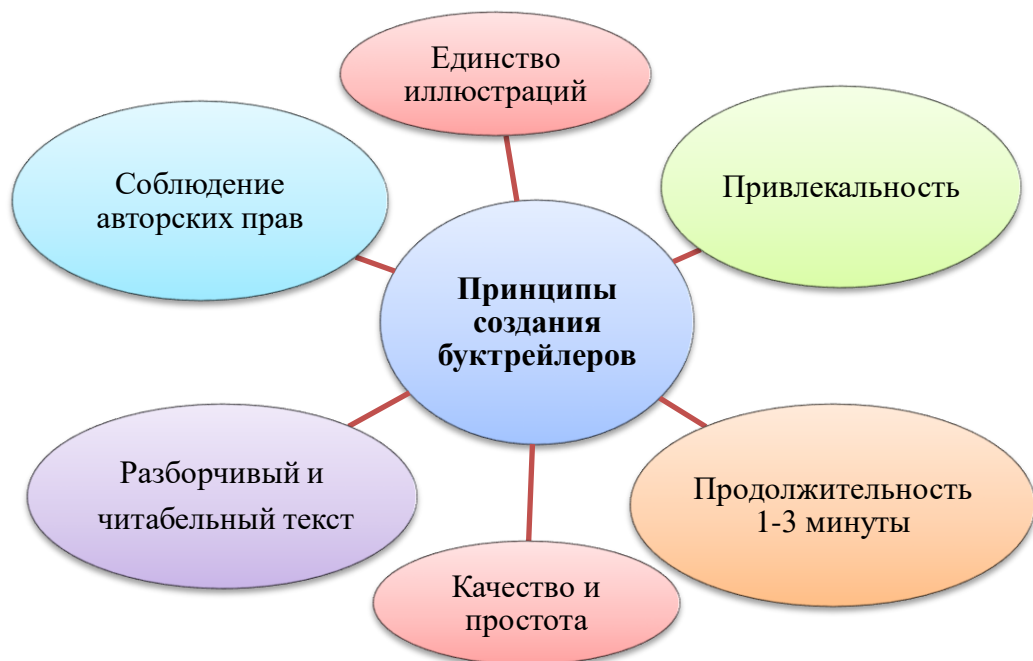 Единство
иллюстраций
Соблюдение
авторских прав
Привлекальность
Принципы
создания
буктрейлеров
Разборчивый и
читабельный текст
Продолжительность
1-3 минуты
Качество и
простота